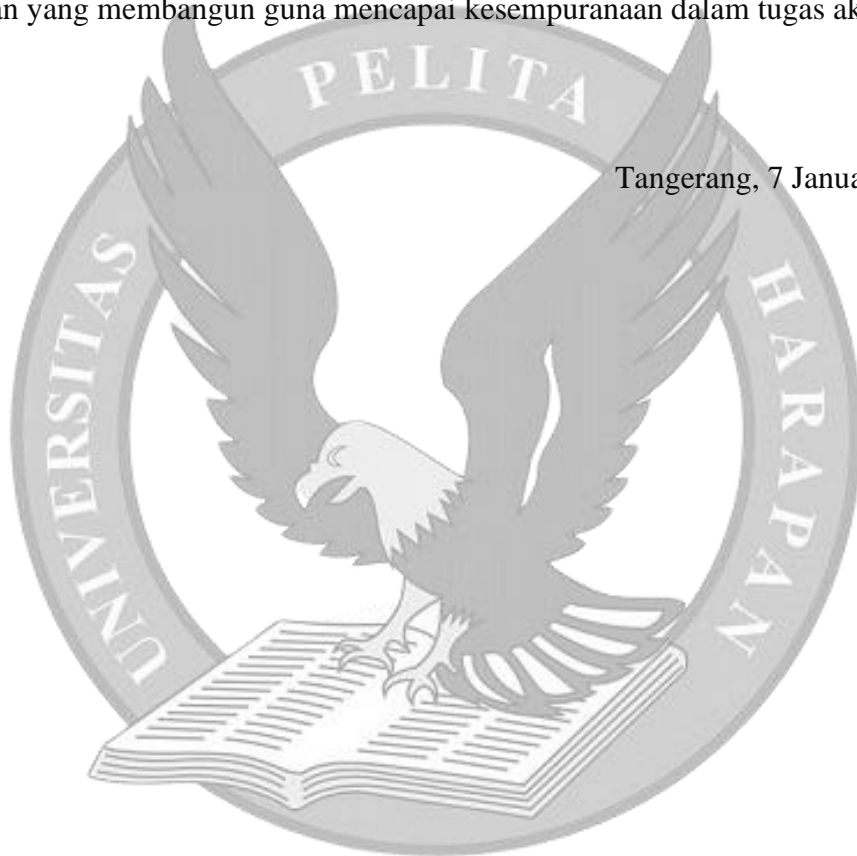 an yang membangun guna mencapai kesempuranaan dalam tugas ak
Tangerang, 7 Janua
UNIVERSITAS PELITA HARAPAN